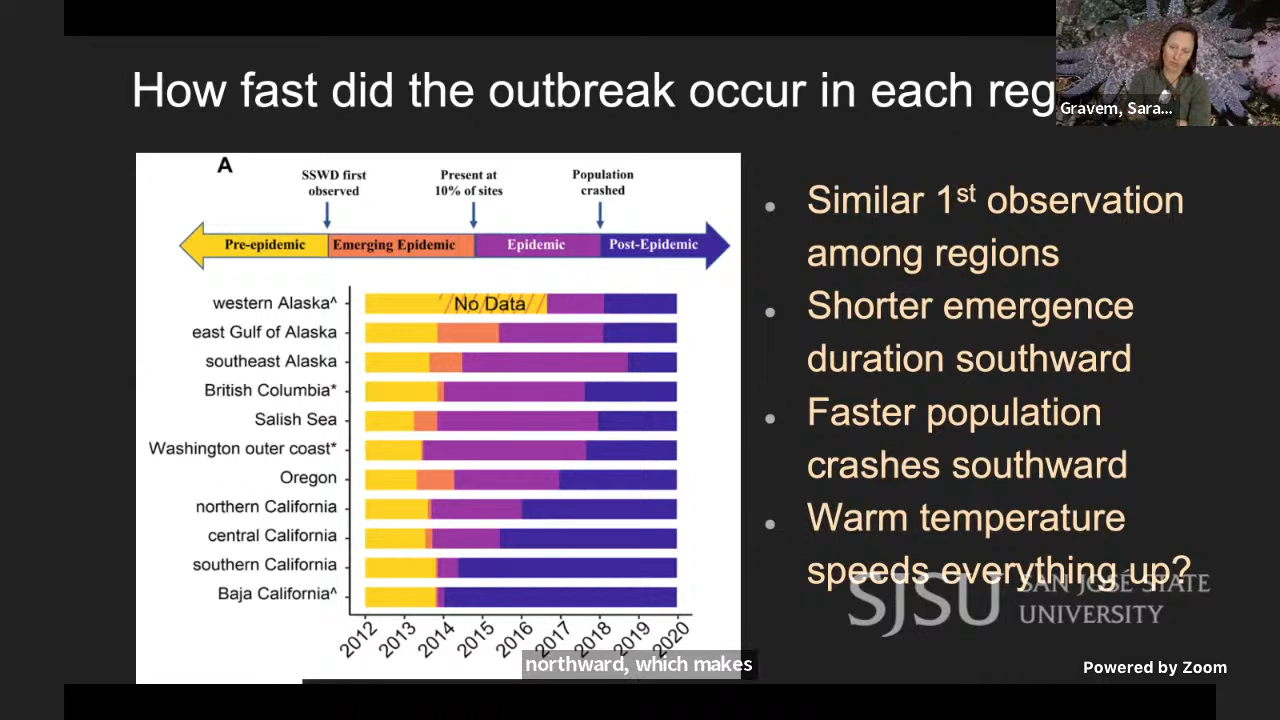 How fast did the outbreak occur in each reg
Gravem, Sara...
A
SSWD first
observed
Present at
10% of sites
Population
crashed
Pre-epidemic
Emerging Epidemic
Epidemic
Post-Epidemic
western Alaska^
No Data
east Gulf of Alaska
southeast Alaska
British Columbia*
Salish Sea
Washington outer coast*
Oregon
northern California
central California
southern California
Baja California^
2012
2013
2014
2015
2016
2017
2018
2019
2020
Similar 1st observation
among regions
Shorter emergence
duration southward
Faster population
crashes southward
Warm temperature
speeds everything up?
SJSU
SAN JOSÉ STATE
UNIVERSITY
northward, which makes
Powered by Zoom